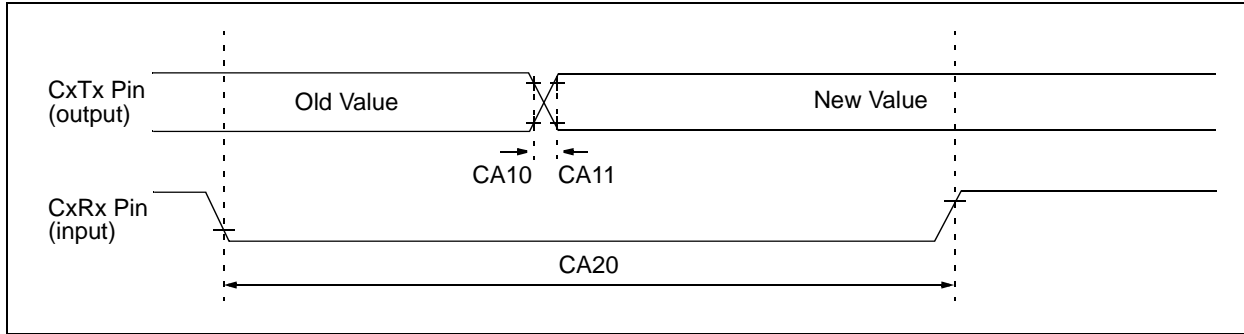 CxTx Pin
(output)
Old Value
New Value
CA10 CA11
CxRx Pin
(input)
CA20